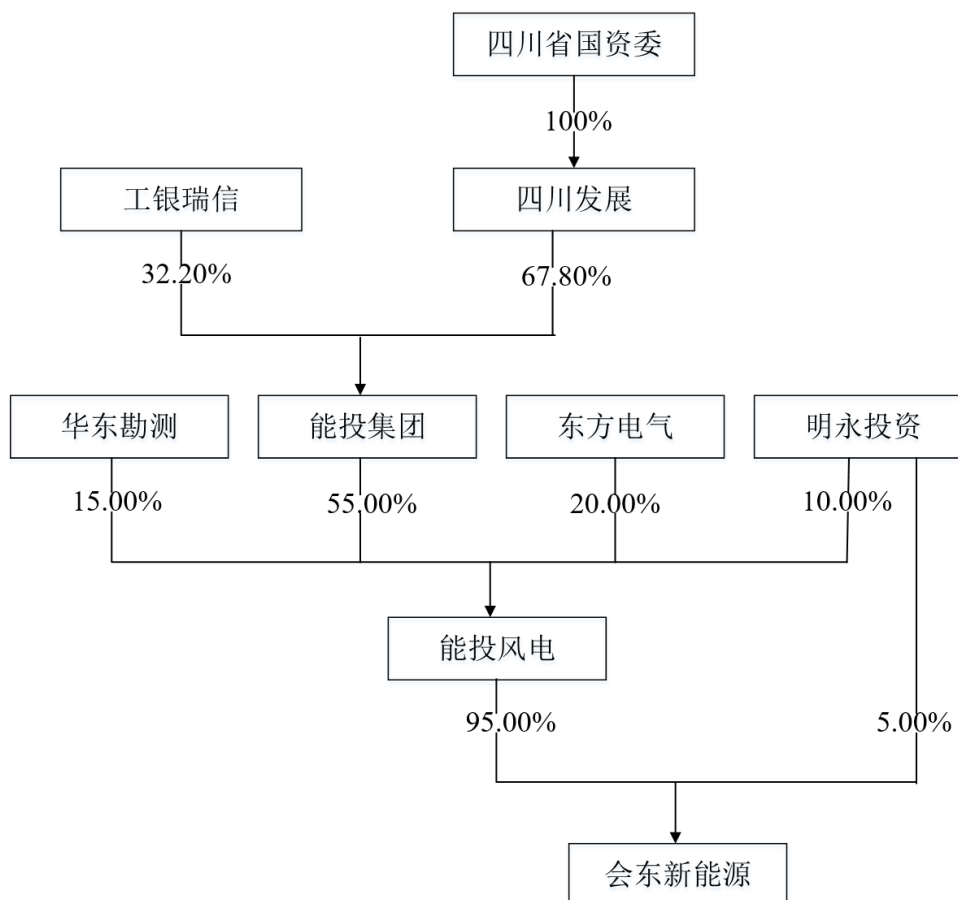 四川省国资委
100%
工银瑞信
四川发展
32.20%
67.80%
华东勘测
能投集团
东方电气
明永投资
15.00%
55.00%
20.00%
10.00%
能投风电
95.00%
5.00%
会东新能源